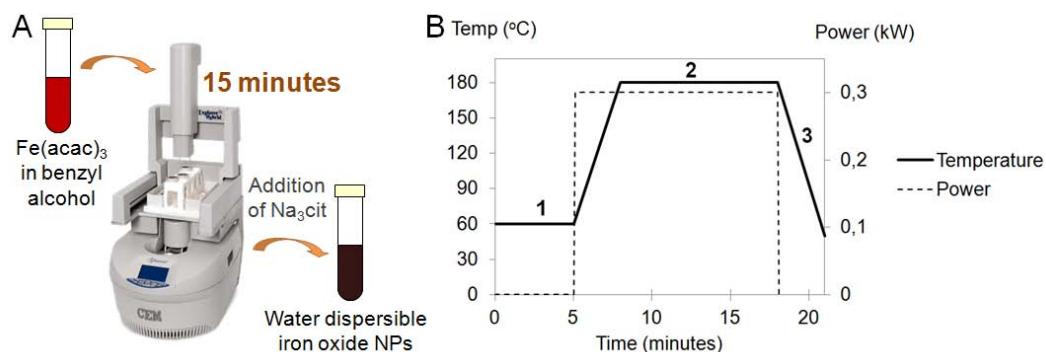 A
15 minutes
Fe(acac)3
in benzyl
alcohol
Addition
of Na3cit
CEM
Water dispersible
iron oxide NPs
B
Temp (ºC)
Power (kW)
180
150
120
90
60
30
0
0,3
0,2
0,1
0
0
5
10
15
20
Time (minutes)
1
2
3
Temperature
Power